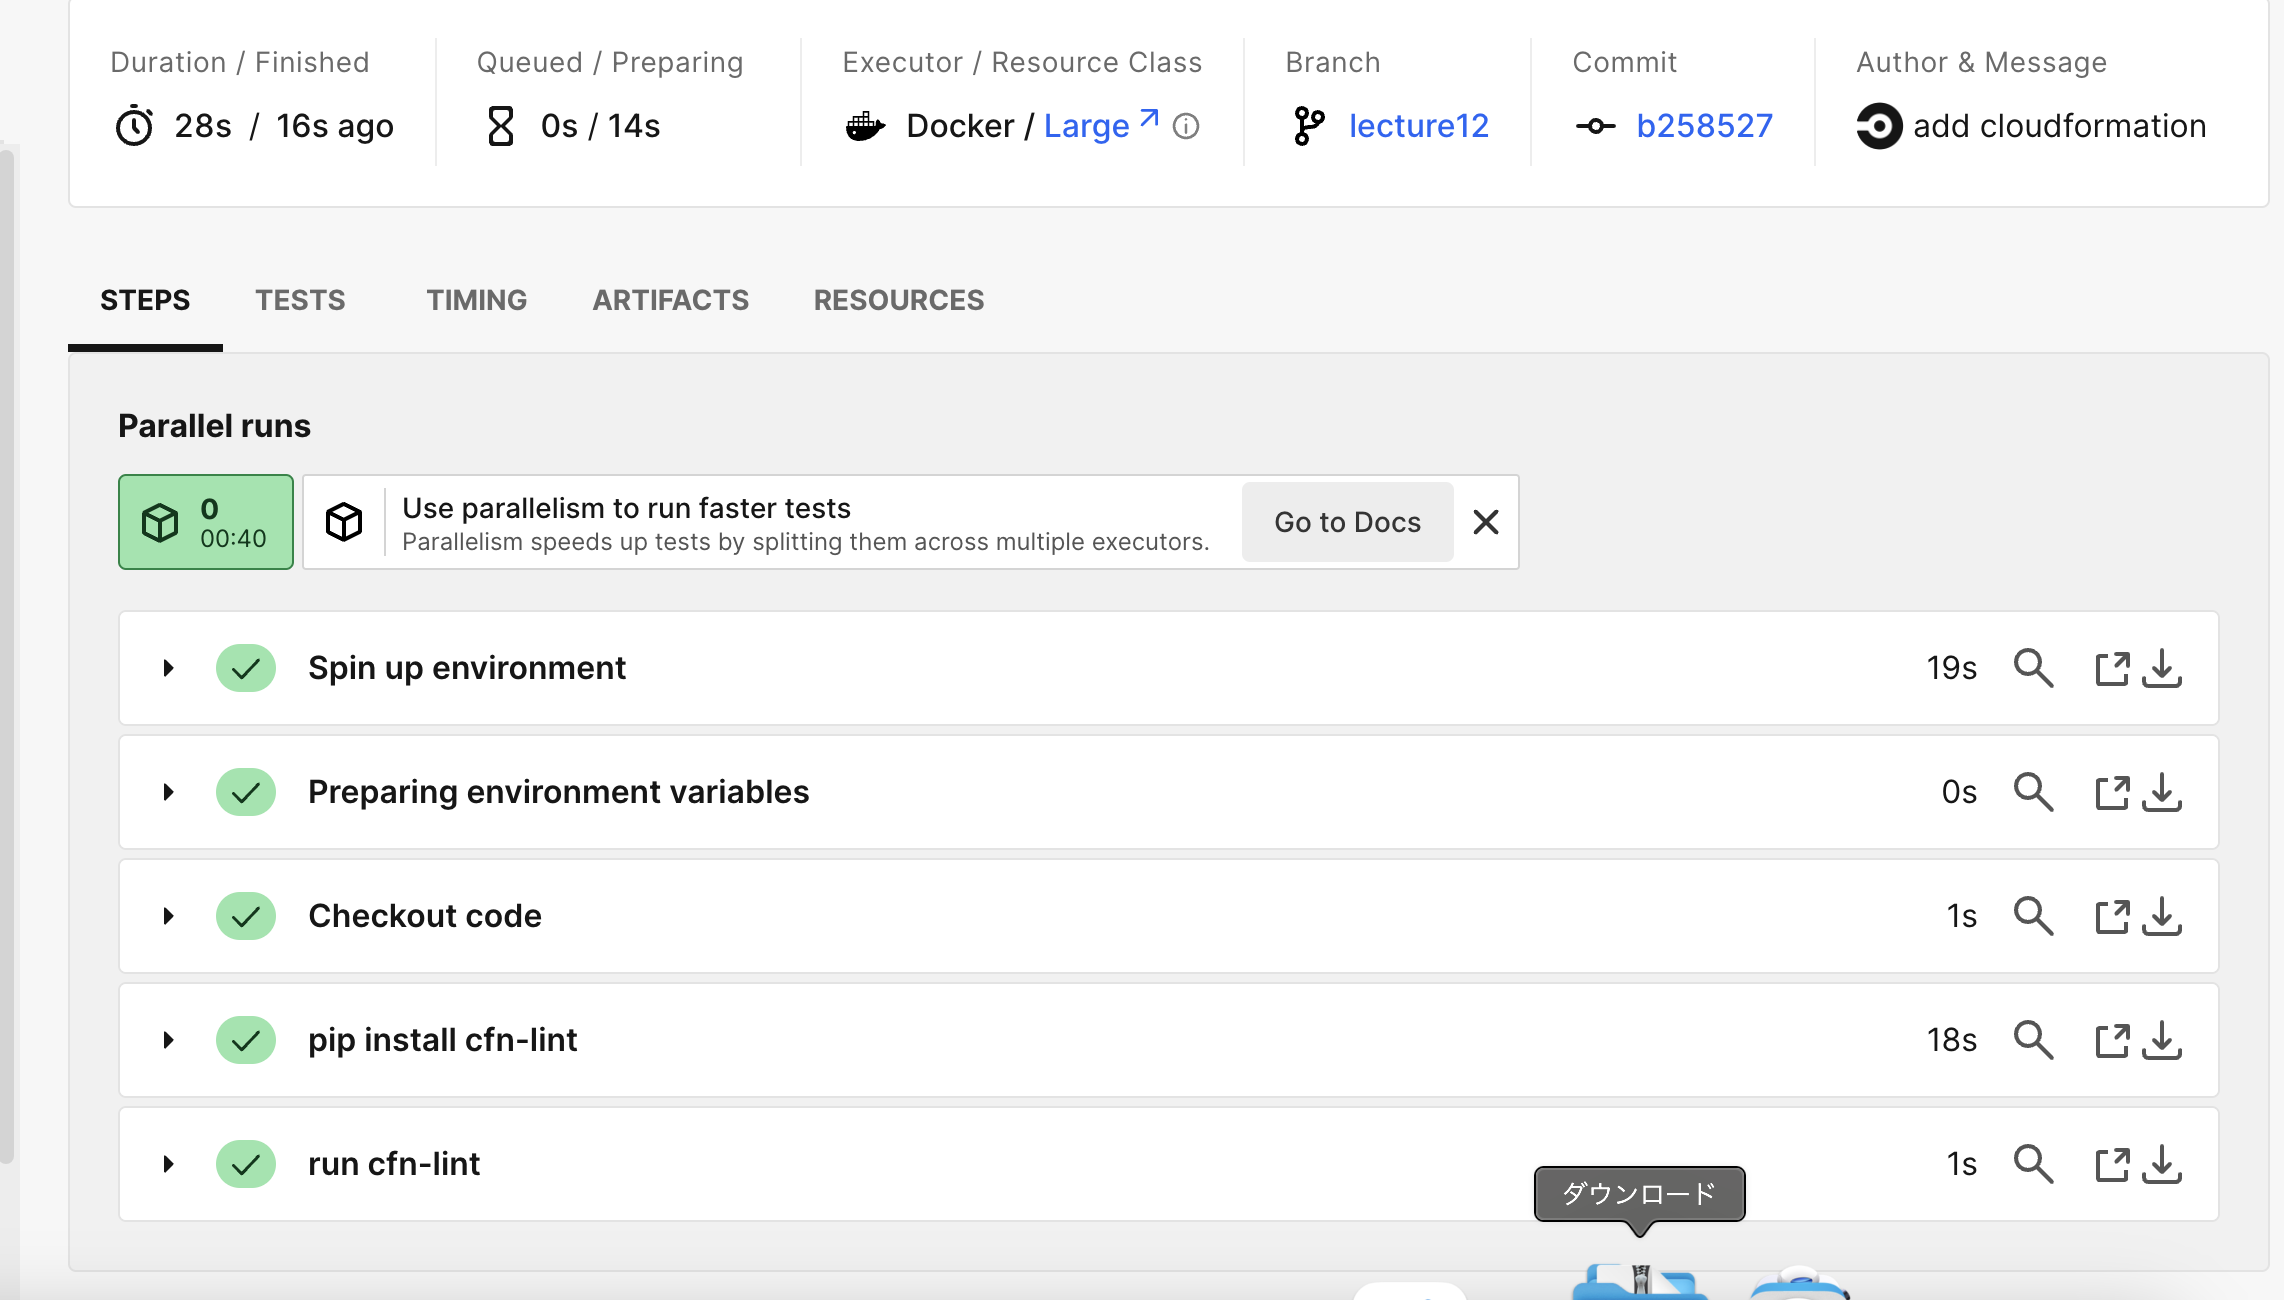 Duration / Finished
28s / 16s ago
Queued / Preparing
0s / 14s
Executor / Resource Class
Docker / Large
Branch
lecture12
Commit
b258527
Author & Message
add cloudformation
STEPS TESTS TIMING ARTIFACTS RESOURCES
Parallel runs
0
00:40
Use parallelism to run faster tests
Parallelism speeds up tests by splitting them across multiple executors.
Go to Docs
Spin up environment 19s
Preparing environment variables 0s
Checkout code 1s
pip install cfn-lint 18s
run cfn-lint 1s
ダウンロード